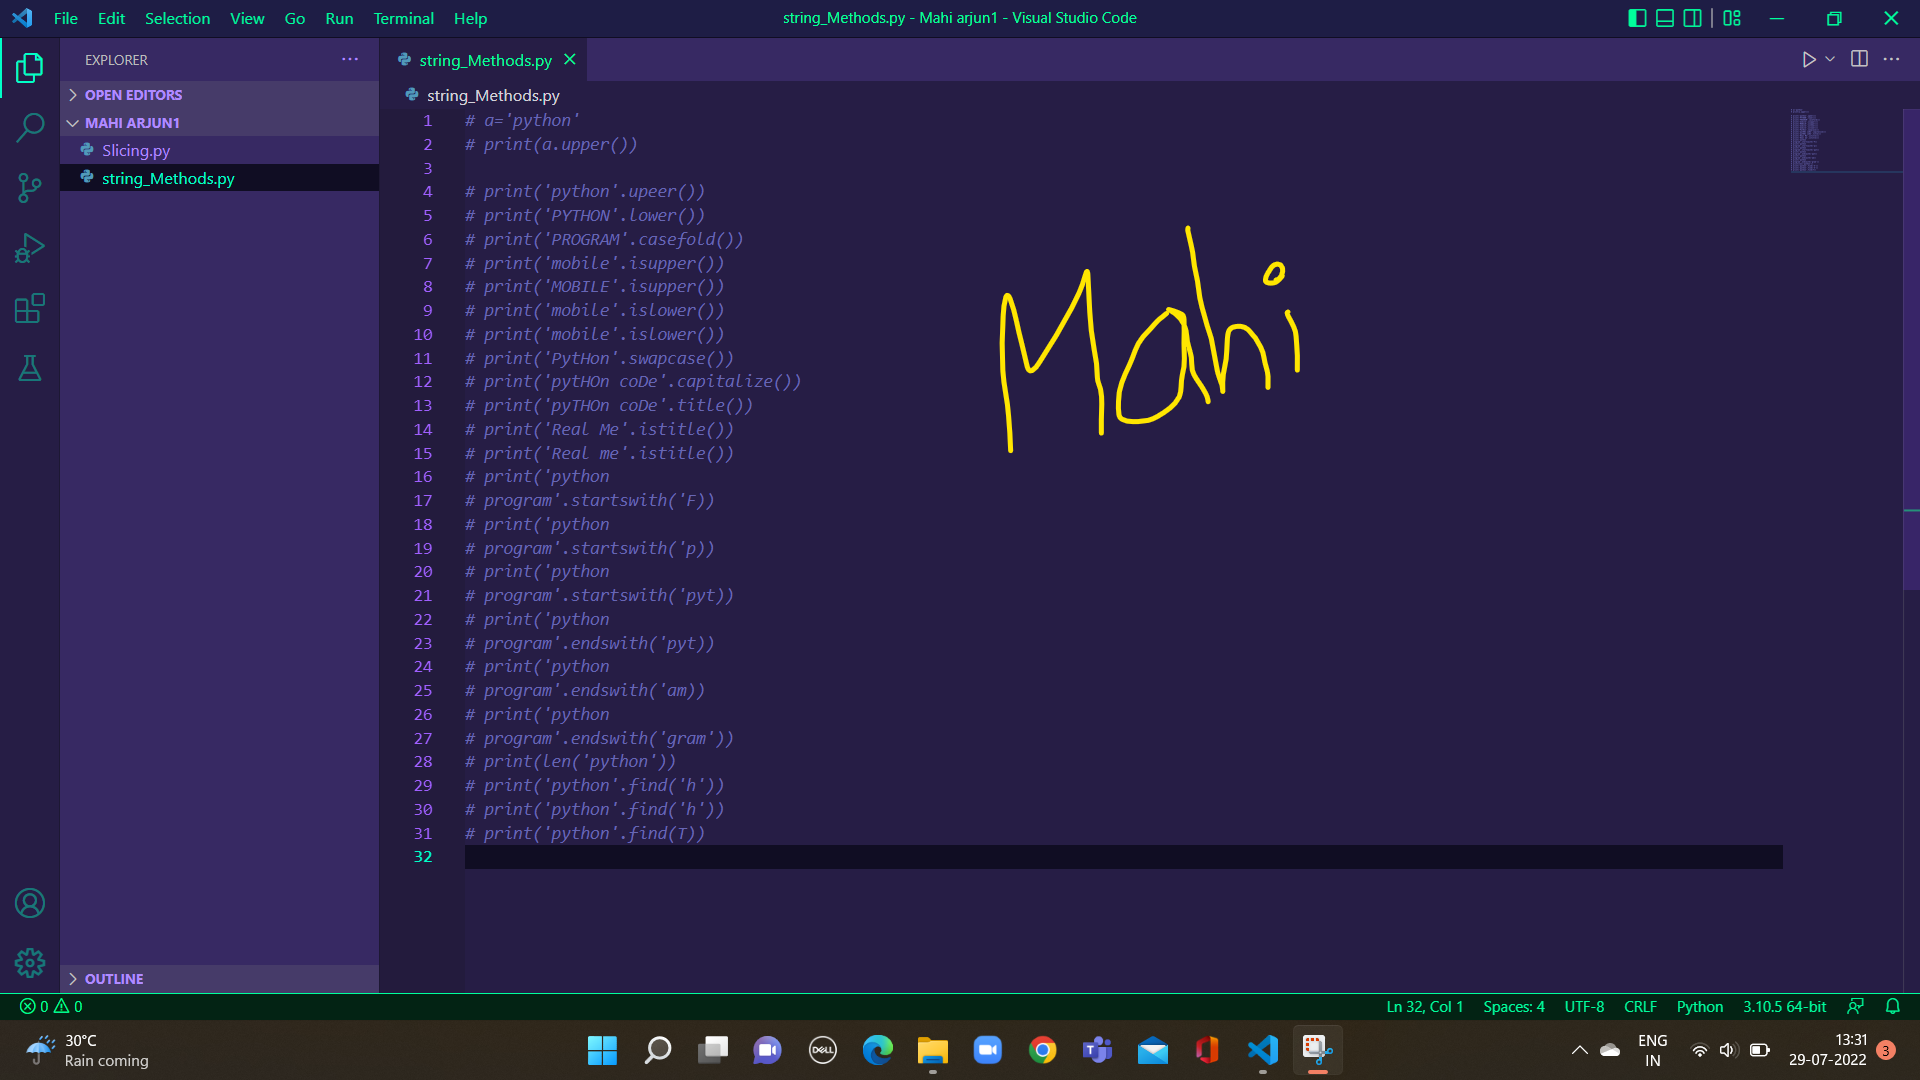 File Edit Selection View Go Run Terminal Help
string_Methods.py - Mahi arjun1 - Visual Studio Code
EXPLORER
OPEN EDITORS
MAHI ARJUN1
Slicing.py
string_Methods.py
OUTLINE
string_Methods.py
string_Methods.py
1 # a='python'
2 # print(a.upper())
3
4 # print('python'.upeer())
5 # print('PYTHON'.lower())
6 # print('PROGRAM'.casefold())
7 # print('mobile'.isupper())
8 # print('MOBILE'.isupper())
9 # print('mobile'.islower())
10 # print('mobile'.islower())
11 # print('PytHon'.swapcase())
12 # print('pytHOn coDe'.capitalize())
13 # print('pyTHOn coDe'.title())
14 # print('Real Me'.istitle())
15 # print('Real me'.istitle())
16 # print('python
17 # program'.startswith('F))
18 # print('python
19 # program'.startswith('p))
20 # print('python
21 # program'.startswith('pyt))
22 # print('python
23 # program'.endswith('pyt))
24 # print('python
25 # program'.endswith('am))
26 # print('python
27 # program'.endswith('gram'))
28 # print(len('python'))
29 # print('python'.find('h'))
30 # print('python'.find('h'))
31 # print('python'.find(T))
32
Mahi
0 0
Ln 32, Col 1 Spaces: 4 UTF-8 CRLF Python 3.10.5 64-bit
30°C
Rain coming
DELL
ENG
IN
13:31
29-07-2022
3